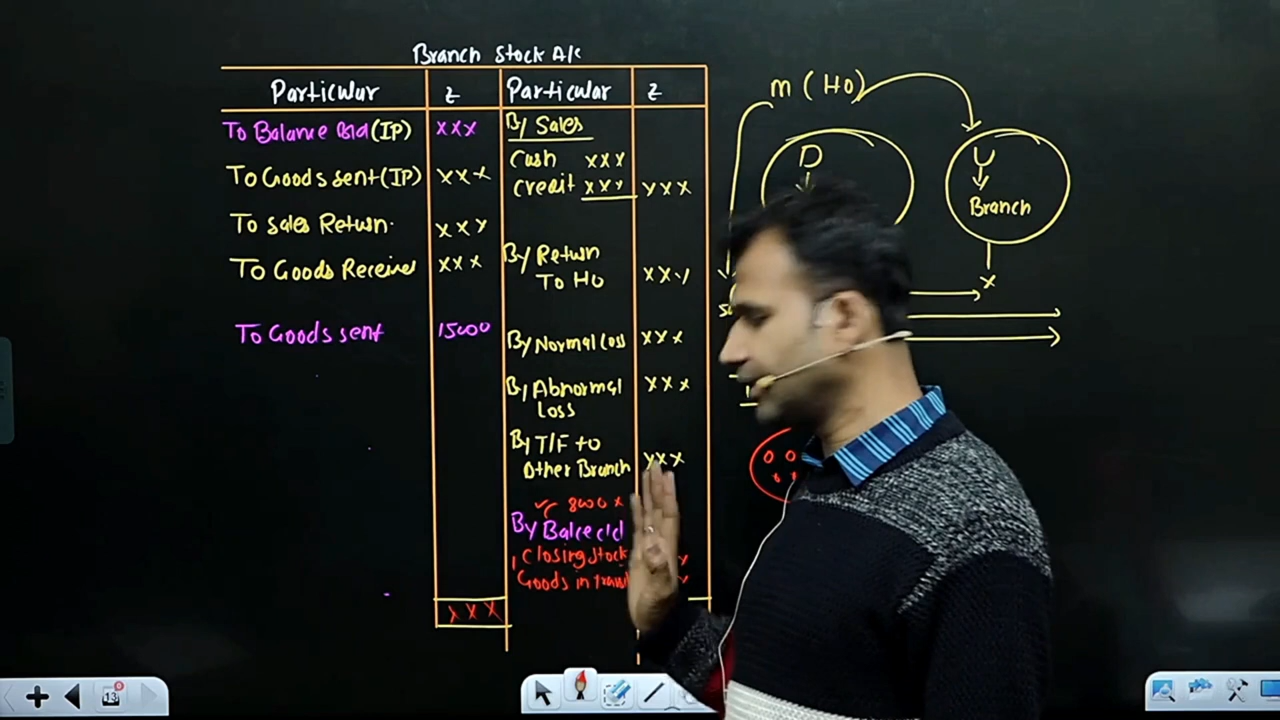 Branch Stock A/c
Particular z Particular z
To Balance b/d (IP) xxx By Sales
Cash xxx
To Goods sent (IP) xxx Credit xxx xxx
To Sales Return xxx
To Goods Received xxx By Return
To Ho xxx
To Goods sent 15000 By Normal Loss xxx
By Abnormal xxx
Loss
By T/F to
Other Branch xxx
8000 x
By Balce c/d
Closing Stock
Goods in
xxx
m (Ho)
D
U
Branch
x
13